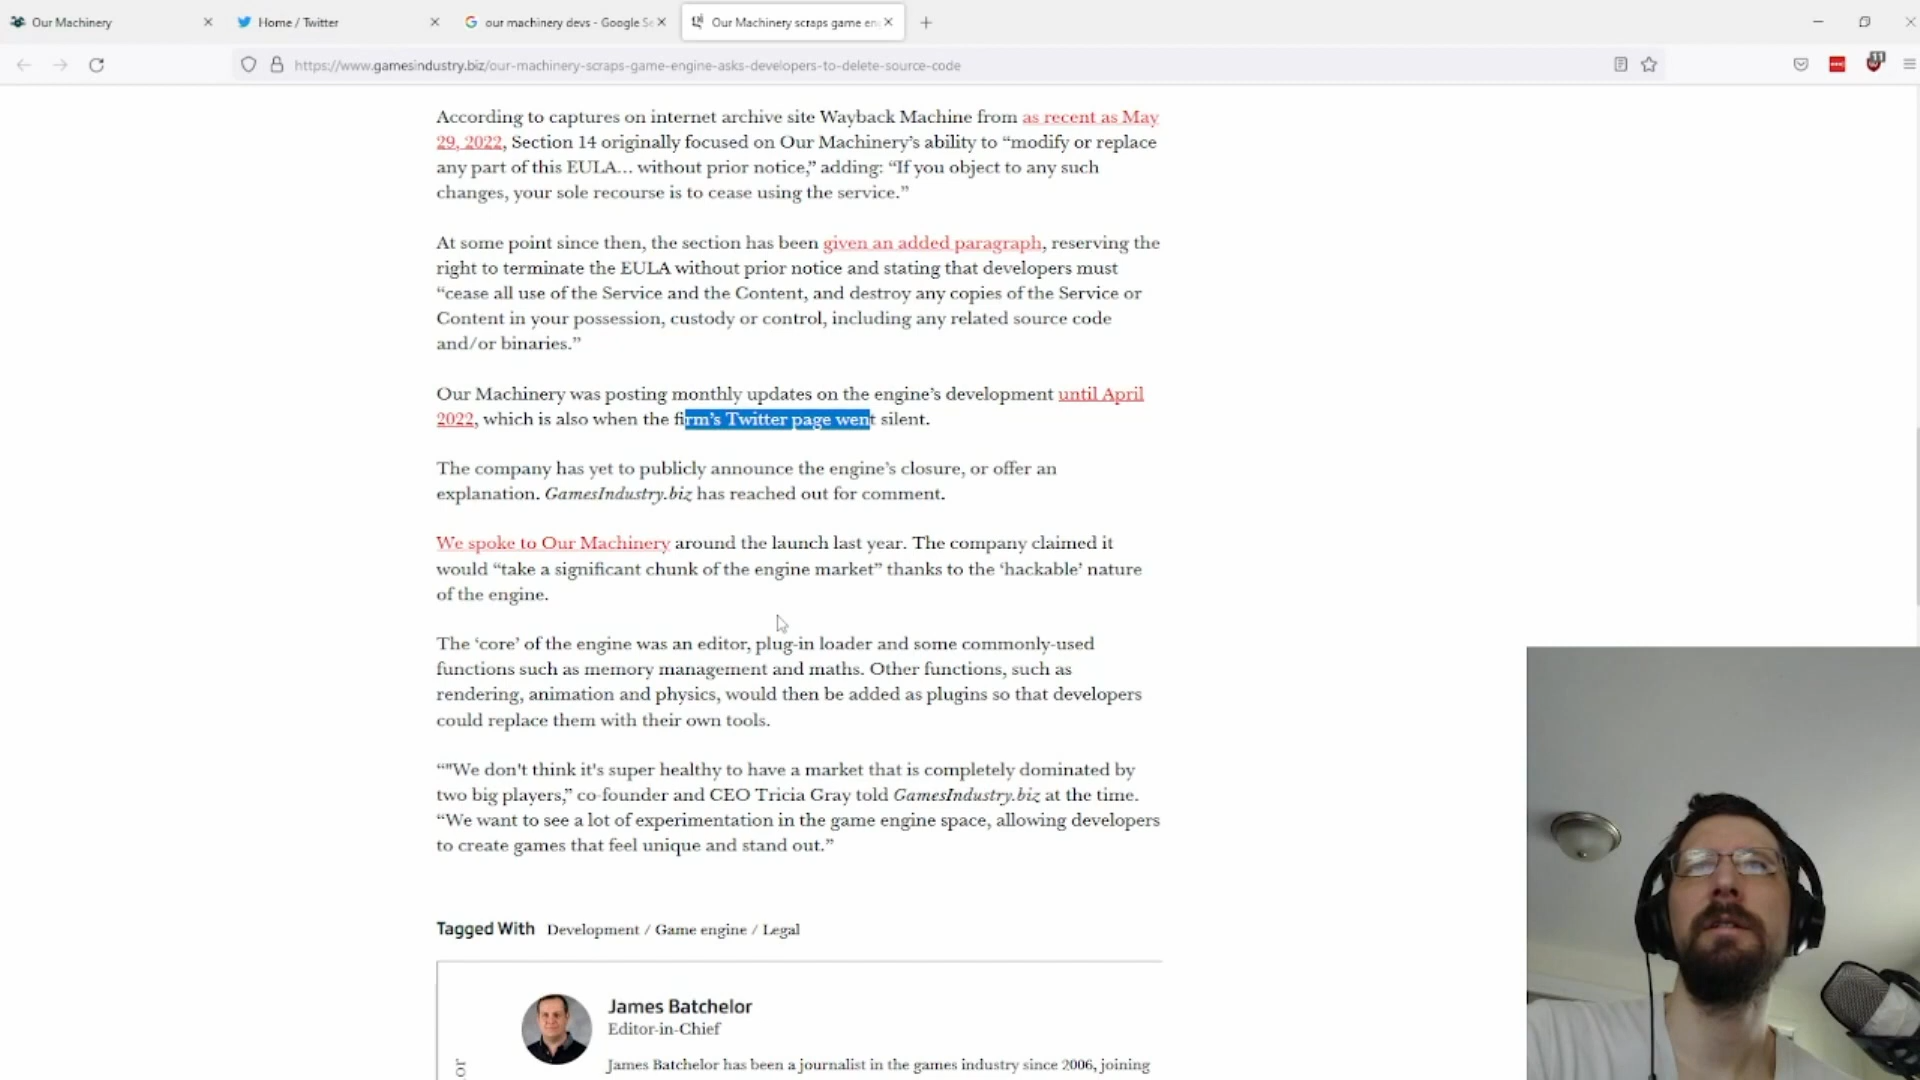 Our Machinery
Home / Twitter
our machinery devs - Google Se
Our Machinery scraps game en
https://www.gamesindustry.biz/our-machinery-scraps-game-engine-asks-developers-to-delete-source-code
According to captures on internet archive site Wayback Machine from as recent as May
29, 2022, Section 14 originally focused on Our Machinery’s ability to “modify or replace
any part of this EULA... without prior notice,” adding: “If you object to any such
changes, your sole recourse is to cease using the service.”
At some point since then, the section has been given an added paragraph, reserving the
right to terminate the EULA without prior notice and stating that developers must
“cease all use of the Service and the Content, and destroy any copies of the Service or
Content in your possession, custody or control, including any related source code
and/or binaries.”
Our Machinery was posting monthly updates on the engine’s development until April
2022, which is also when the firm’s Twitter page went silent.
The company has yet to publicly announce the engine’s closure, or offer an
explanation. GamesIndustry.biz has reached out for comment.
We spoke to Our Machinery around the launch last year. The company claimed it
would “take a significant chunk of the engine market” thanks to the ‘hackable’ nature
of the engine.
The ‘core’ of the engine was an editor, plug-in loader and some commonly-used
functions such as memory management and maths. Other functions, such as
rendering, animation and physics, would then be added as plugins so that developers
could replace them with their own tools.
“"We don't think it's super healthy to have a market that is completely dominated by
two big players,” co-founder and CEO Tricia Gray told GamesIndustry.biz at the time.
“We want to see a lot of experimentation in the game engine space, allowing developers
to create games that feel unique and stand out.”
Tagged With Development / Game engine / Legal
James Batchelor
Editor-in-Chief
James Batchelor has been a journalist in the games industry since 2006, joining